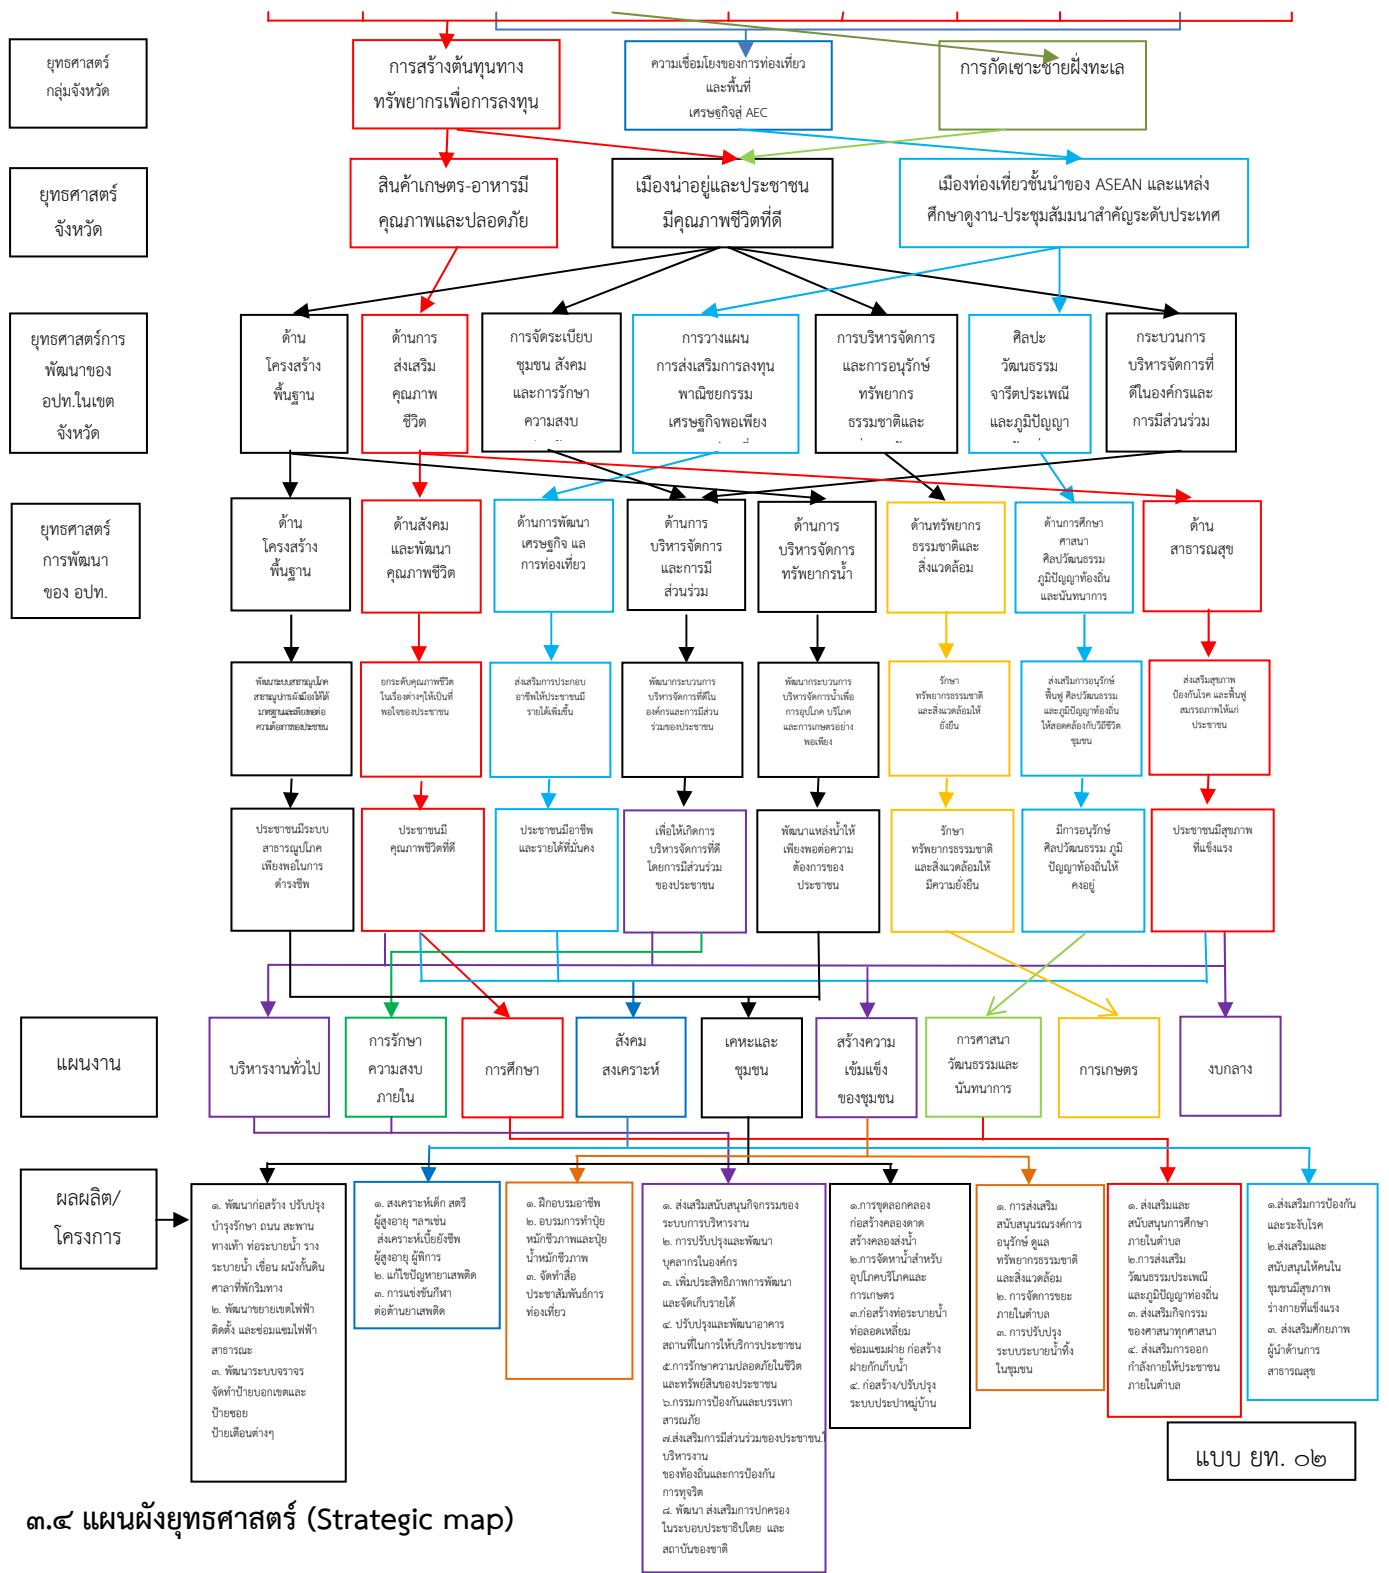 ยุทธศาสตร์
กลุ่มจังหวัด
การสร้างต้นทุนทาง
ทรัพยากรเพื่อการลงทุน
ความเชื่อมโยงของการท่องเที่ยว
และพื้นที่
เศรษฐกิจสู่ AEC
การกัดเซาะชายฝั่งทะเล
ยุทธศาสตร์
จังหวัด
สินค้าเกษตร-อาหารมี
คุณภาพและปลอดภัย
เมืองน่าอยู่และประชาชน
มีคุณภาพชีวิตที่ดี
เมืองท่องเที่ยวชั้นนำของ ASEAN และแหล่ง
ศึกษาดูงาน-ประชุมสัมมนาสำคัญระดับประเทศ
ยุทธศาสตร์การ
พัฒนาของ
อปท.ในเขต
จังหวัด
ด้าน
โครงสร้าง
พื้นฐาน
ด้านการ
ส่งเสริม
คุณภาพ
ชีวิต
การจัดระเบียบ
ชุมชน สังคม
และการรักษา
ความสงบ
การวางแผน
การส่งเสริมการลงทุน
พาณิชยกรรม
เศรษฐกิจพอเพียง
การบริหารจัดการ
และการอนุรักษ์
ทรัพยากร
ธรรมชาติและ
ศิลปะ
วัฒนธรรม
จารีตประเพณี
และภูมิปัญญา
กระบวนการ
บริหารจัดการที่
ดีในองค์กรและ
การมีส่วนร่วม
ยุทธศาสตร์
การพัฒนา
ของ อปท.
ด้าน
โครงสร้าง
พื้นฐาน
ด้านสังคม
และพัฒนา
คุณภาพชีวิต
ด้านการพัฒนา
เศรษฐกิจ แล
การท่องเที่ยว
ด้านการ
บริหารจัดการ
และการมี
ส่วนร่วม
ด้านการ
บริหารจัดการ
ทรัพยากรน้ำ
ด้านทรัพยากร
ธรรมชาติและ
สิ่งแวดล้อม
ด้านการศึกษา
ศาสนา
ศิลปวัฒนธรรม
ภูมิปัญญาท้องถิ่น
และนันทนาการ
ด้าน
สาธารณสุข
พัฒนาระบบสาธารณูปโภค
สาธารณูปการผังเมืองให้ได้
มาตรฐานและเพียงพอต่อ
ความต้องการของประชาชน
ยกระดับคุณภาพชีวิต
ในเรื่องต่างๆให้เป็นที่
พอใจของประชาชน
ส่งเสริมการประกอบ
อาชีพให้ประชาชนมี
รายได้เพิ่มขึ้น
พัฒนากระบวนการ
บริหารจัดการที่ดีใน
องค์กรและการมีส่วน
ร่วมของประชาชน
พัฒนากระบวนการ
บริหารจัดการน้ำเพื่อ
การอุปโภค บริโภค
และการเกษตรอย่าง
พอเพียง
รักษา
ทรัพยากรธรรมชาติ
และสิ่งแวดล้อมให้
ยั่งยืน
ส่งเสริมการอนุรักษ์
ฟื้นฟู ศิลปวัฒนธรรม
และภูมิปัญญาท้องถิ่น
ให้สอดคล้องกับวิถีชีวิต
ชุมชน
ส่งเสริมสุขภาพ
ป้องกันโรค และฟื้นฟู
สมรรถภาพให้แก่
ประชาชน
ประชาชนมีระบบ
สาธารณูปโภค
เพียงพอในการ
ดำรงชีพ
ประชาชนมี
คุณภาพชีวิตที่ดี
ประชาชนมีอาชีพ
และรายได้ที่มั่นคง
เพื่อให้เกิดการ
บริหารจัดการที่ดี
โดยการมีส่วนร่วม
ของประชาชน
พัฒนาแหล่งน้ำให้
เพียงพอต่อความ
ต้องการของ
ประชาชน
รักษา
ทรัพยากรธรรมชาติ
และสิ่งแวดล้อมให้
มีความยั่งยืน
มีการอนุรักษ์
ศิลปวัฒนธรรม ภูมิ
ปัญญาท้องถิ่นให้
คงอยู่
ประชาชนมีสุขภาพ
ที่แข็งแรง
แผนงาน
บริหารงานทั่วไป
การรักษา
ความสงบ
ภายใน
การศึกษา
สังคม
สงเคราะห์
เคหะและ
ชุมชน
สร้างความ
เข้มแข็ง
ของชุมชน
การศาสนา
วัฒนธรรมและ
นันทนาการ
การเกษตร
งบกลาง
ผลผลิต/
โครงการ
๑. พัฒนาก่อสร้าง ปรับปรุง
บำรุงรักษา ถนน สะพาน
ทางเท้า ท่อระบายน้ำ ราง
ระบายน้ำ เขื่อน ผนังกั้นดิน
ศาลาที่พักริมทาง
๒. พัฒนาขยายเขตไฟฟ้า
ติดตั้ง และซ่อมแซมไฟฟ้า
สาธารณะ
๓. พัฒนาระบบจราจร
จัดทำป้ายบอกเขตและ
ป้ายซอย
ป้ายเตือนต่างๆ
๑. สงเคราะห์เด็ก สตรี
ผู้สูงอายุ ฯลฯเช่น
ส่งเคราะห์เบี้ยยังชีพ
ผู้สูงอายุ ผู้พิการ
๒. แก้ไขปัญหายาเสพติด
๓. การแข่งขันกีฬา
ต่อต้านยาเสพติด
๑. ฝึกอบรมอาชีพ
๒. อบรมการทำปุ๋ย
หมักชีวภาพและปุ๋ย
น้ำหมักชีวภาพ
๓. จัดทำสื่อ
ประชาสัมพันธ์การ
ท่องเที่ยว
๑. ส่งเสริมสนับสนุนกิจกรรมของ
ระบบการบริหารงาน
๒. การปรับปรุงและพัฒนา
บุคลากรในองค์กร
๓. เพิ่มประสิทธิภาพการพัฒนา
และจัดเก็บรายได้
๔. ปรับปรุงและพัฒนาอาคาร
สถานที่ในการให้บริการประชาชน
๕.การรักษาความปลอดภัยในชีวิต
และทรัพย์สินของประชาชน
๖.กรรมการป้องกันและบรรเทา
สารณภัย
๗.ส่งเสริมการมีส่วนร่วมของประชาชน.ใ
บริหารงาน
ของท้องถิ่นและการป้องกัน
การทุจริต
๘. พัฒนา ส่งเสริมการปกครอง
ในระบอบประชาธิปไตย และ
สถาบันของชาติ
๑.การขุดลอกคลอง
ก่อสร้างคลองดาด
สร้างคลองส่งน้ำ
๒.การจัดหาน้ำสำหรับ
อุปโภคบริโภคและ
การเกษตร
๓.ก่อสร้างท่อระบายน้ำ
ท่อลอดเหลี่ยม
ซ่อมแซมฝาย ก่อสร้าง
ฝายกักเก็บน้ำ
๔. ก่อสร้าง/ปรับปรุง
ระบบประปาหมู่บ้าน
๑. การส่งเสริม
สนับสนุนรณรงค์การ
อนุรักษ์ ดูแล
ทรัพยากรธรรมชาติ
และสิ่งแวดล้อม
๒. การจัดการขยะ
ภายในตำบล
๓. การปรับปรุง
ระบบระบายน้ำทิ้ง
ในชุมชน
๑. ส่งเสริมและ
สนับสนุนการศึกษา
ภายในตำบล
๒.การส่งเสริม
วัฒนธรรมประเพณี
และภูมิปัญญาท่องถิ่น
๓. ส่งเสริมกิจกรรม
ของศาสนาทุกศาสนา
๔. ส่งเสริมการออก
กำลังกายให้ประชาชน
ภายในตำบล
๑.ส่งเสริมการป้องกัน
และระงับโรค
๒.ส่งเสริมและ
สนับสนุนให้คนใน
ชุมชนมีสุขภาพ
ร่างกายที่แข็งแรง
๓. ส่งเสริมศักยภาพ
ผู้นำด้านการ
สาธารณสุข
แบบ ยท. ๐๒
๓.๔ แผนผังยุทธศาสตร์ (Strategic map)